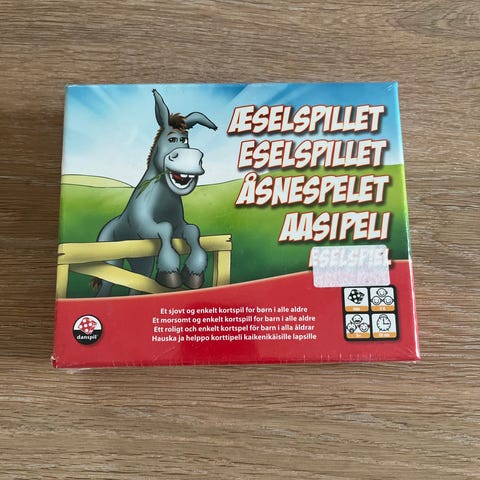 ÆSELSPILLET
ESELSPILLET
ÅSNESPELET
AASIPELI
ESELSPIEL
Et sjovt og enkelt kortspil for børn i alle aldre
Et morsomt og enkelt kortspill for barn i alle aldre
Ett roligt och enkelt kortspel för barn i alla åldrar
Hauska ja helppo korttipeli kaikenikäisille lapsille
danspil